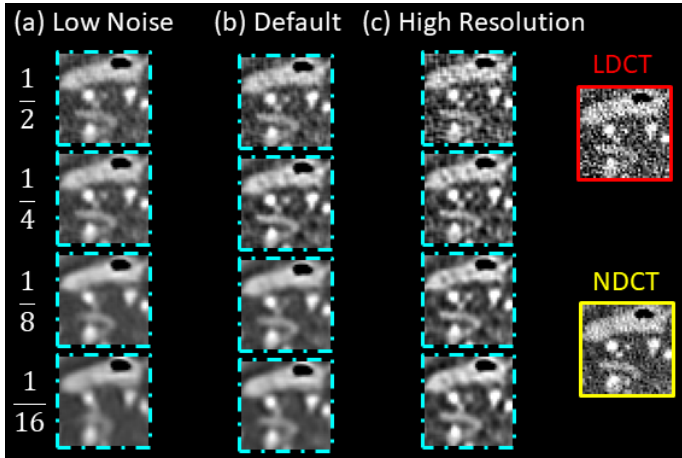 (a) Low Noise (b) Default (c) High Resolution
LDCT
1/2
1/4
NDCT
1/8
1/16